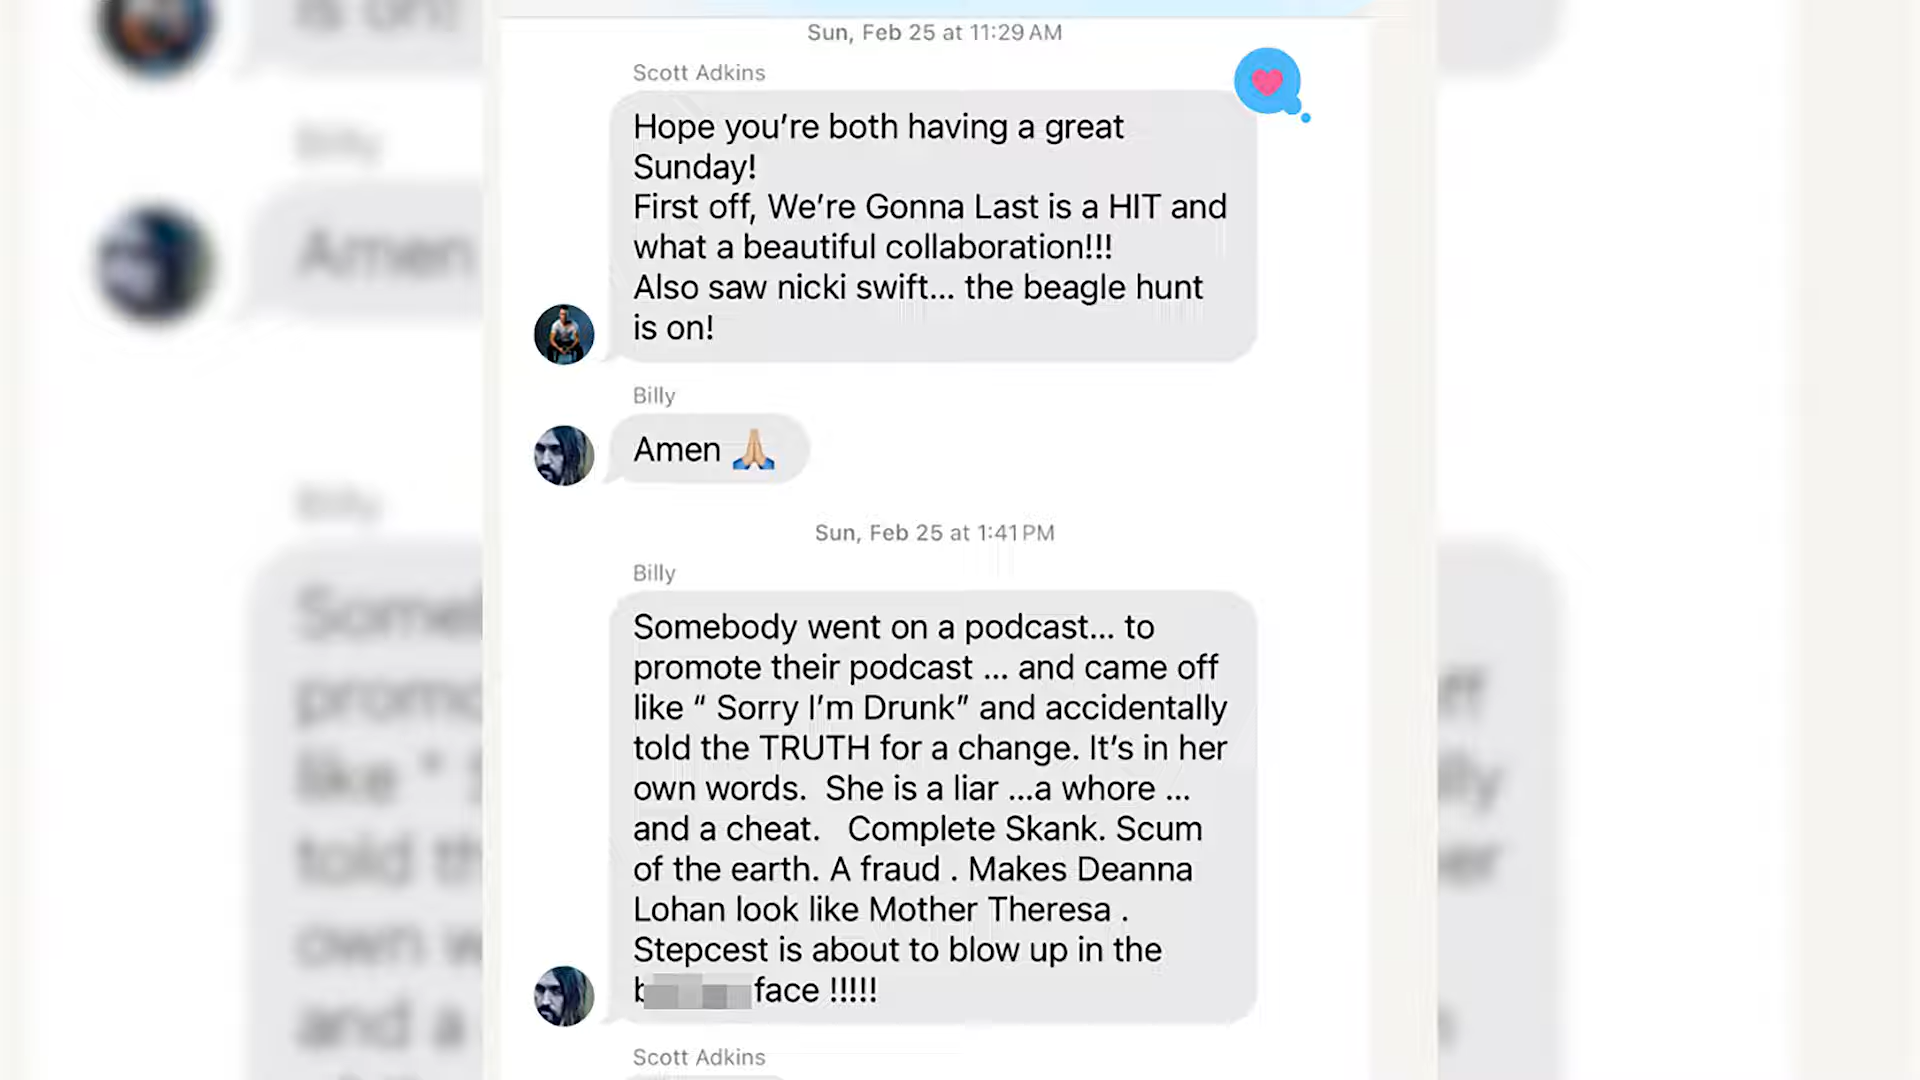 Sun, Feb 25 at 11:29 AM
Scott Adkins
Hope you’re both having a great
Sunday!
First off, We’re Gonna Last is a HIT and
what a beautiful collaboration!!!
Also saw nicki swift... the beagle hunt
is on!
Billy
Amen 🙏🏼
Sun, Feb 25 at 1:41 PM
Billy
Somebody went on a podcast... to
promote their podcast ... and came off
like “ Sorry I’m Drunk” and accidentally
told the TRUTH for a change. It’s in her
own words.  She is a liar ...a whore ...
and a cheat.   Complete Skank. Scum
of the earth. A fraud . Makes Deanna
Lohan look like Mother Theresa .
Stepcest is about to blow up in the
face !!!!!
Scott Adkins